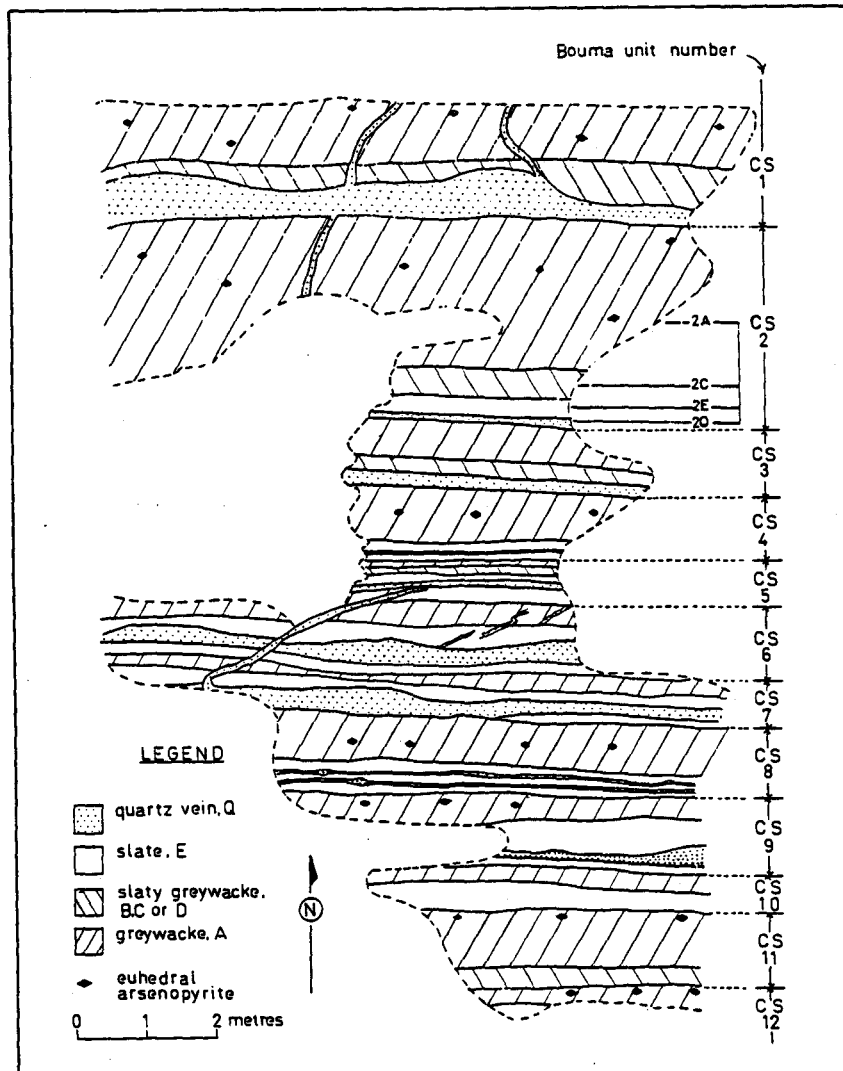 Bouma unit number
CS
1
CS
2
2A
2C
2E
2Q
CS
3
CS
4
CS
5
CS
6
CS
7
CS
8
CS
9
CS
10
CS
11
CS
12
LEGEND
quartz vein, Q
slate, E
slaty greywacke,
B,C or D
greywacke, A
euhedral
arsenopyrite
0 1 2 metres
N